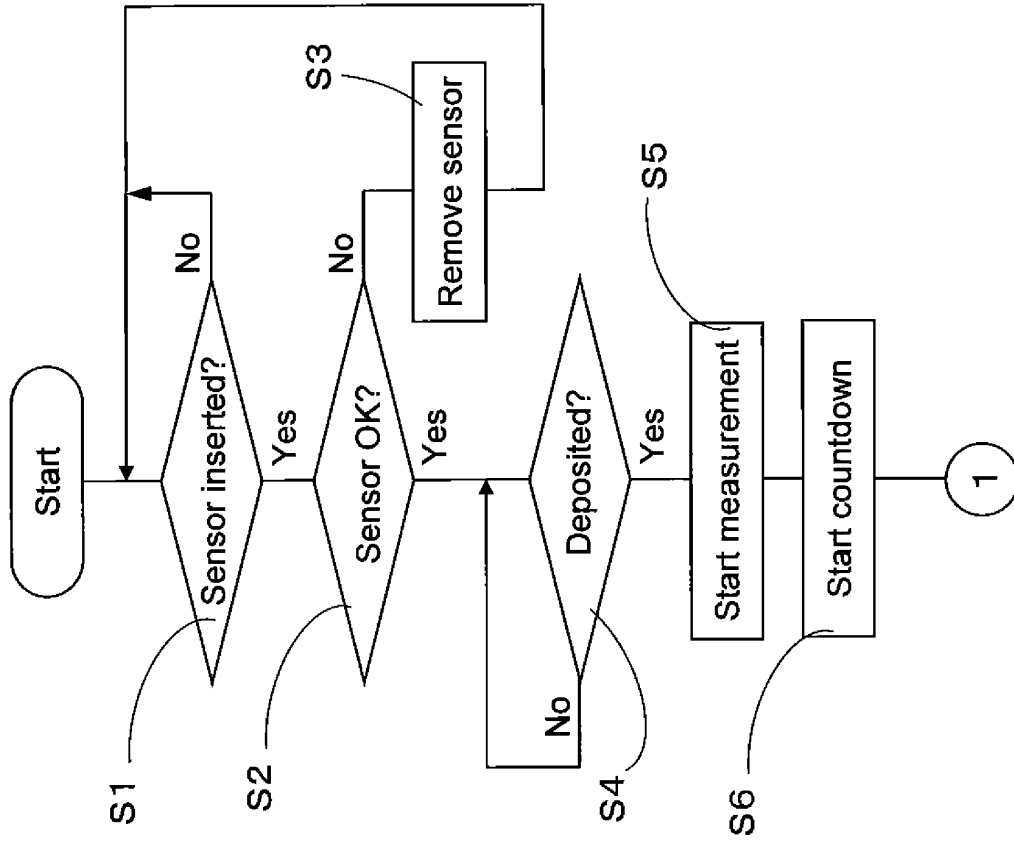 Start
Sensor inserted?
S1
No
Yes
Sensor OK?
S2
No
Yes
S3
Remove sensor
Deposited?
S4
No
Yes
S5
Start measurement
Start countdown
S6
1